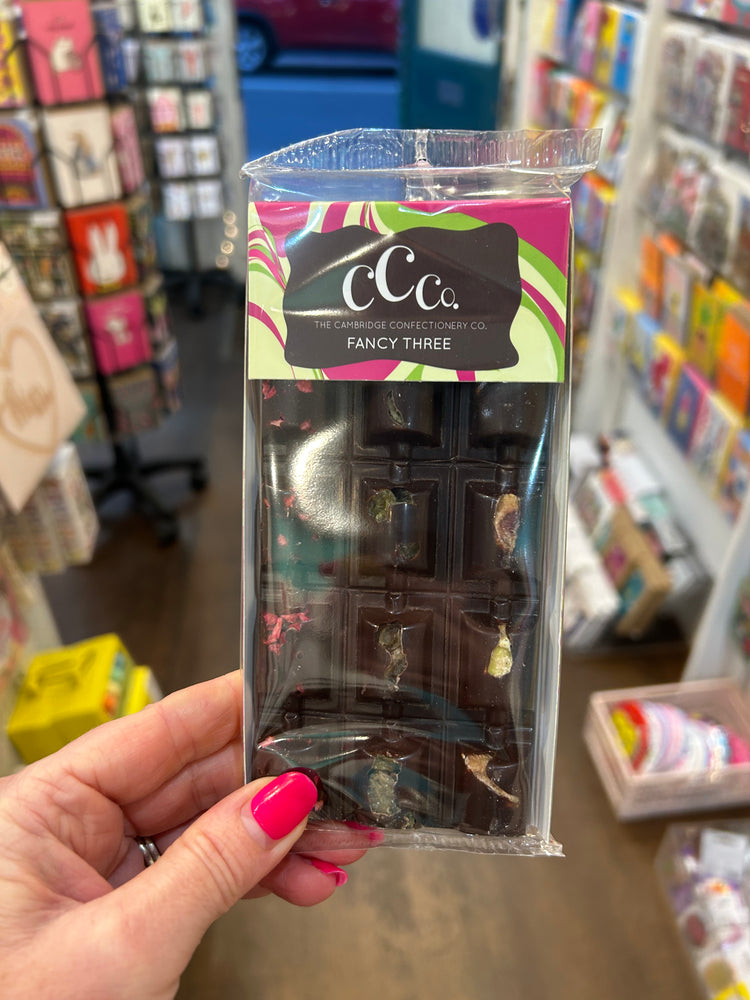 CCCo.
THE CAMBRIDGE CONFECTIONERY CO.
FANCY THREE